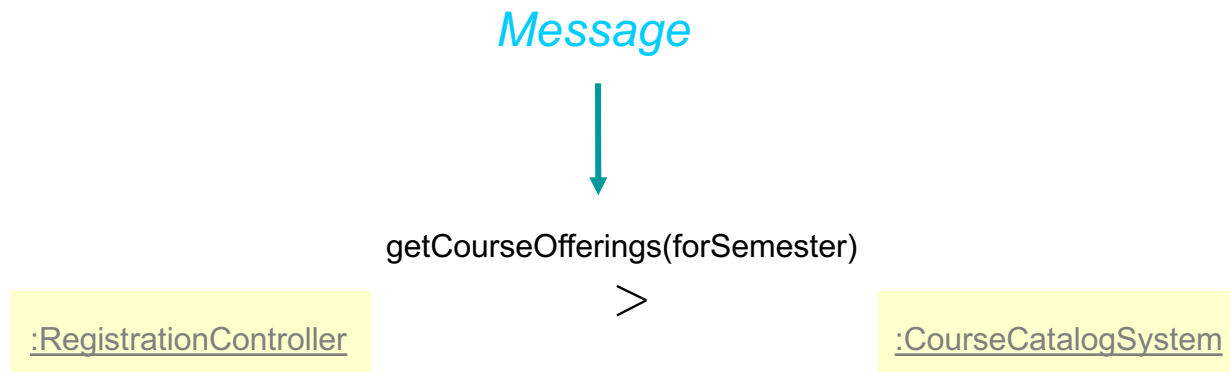 Message
getCourseOfferings(forSemester)
>
:RegistrationController
:CourseCatalogSystem